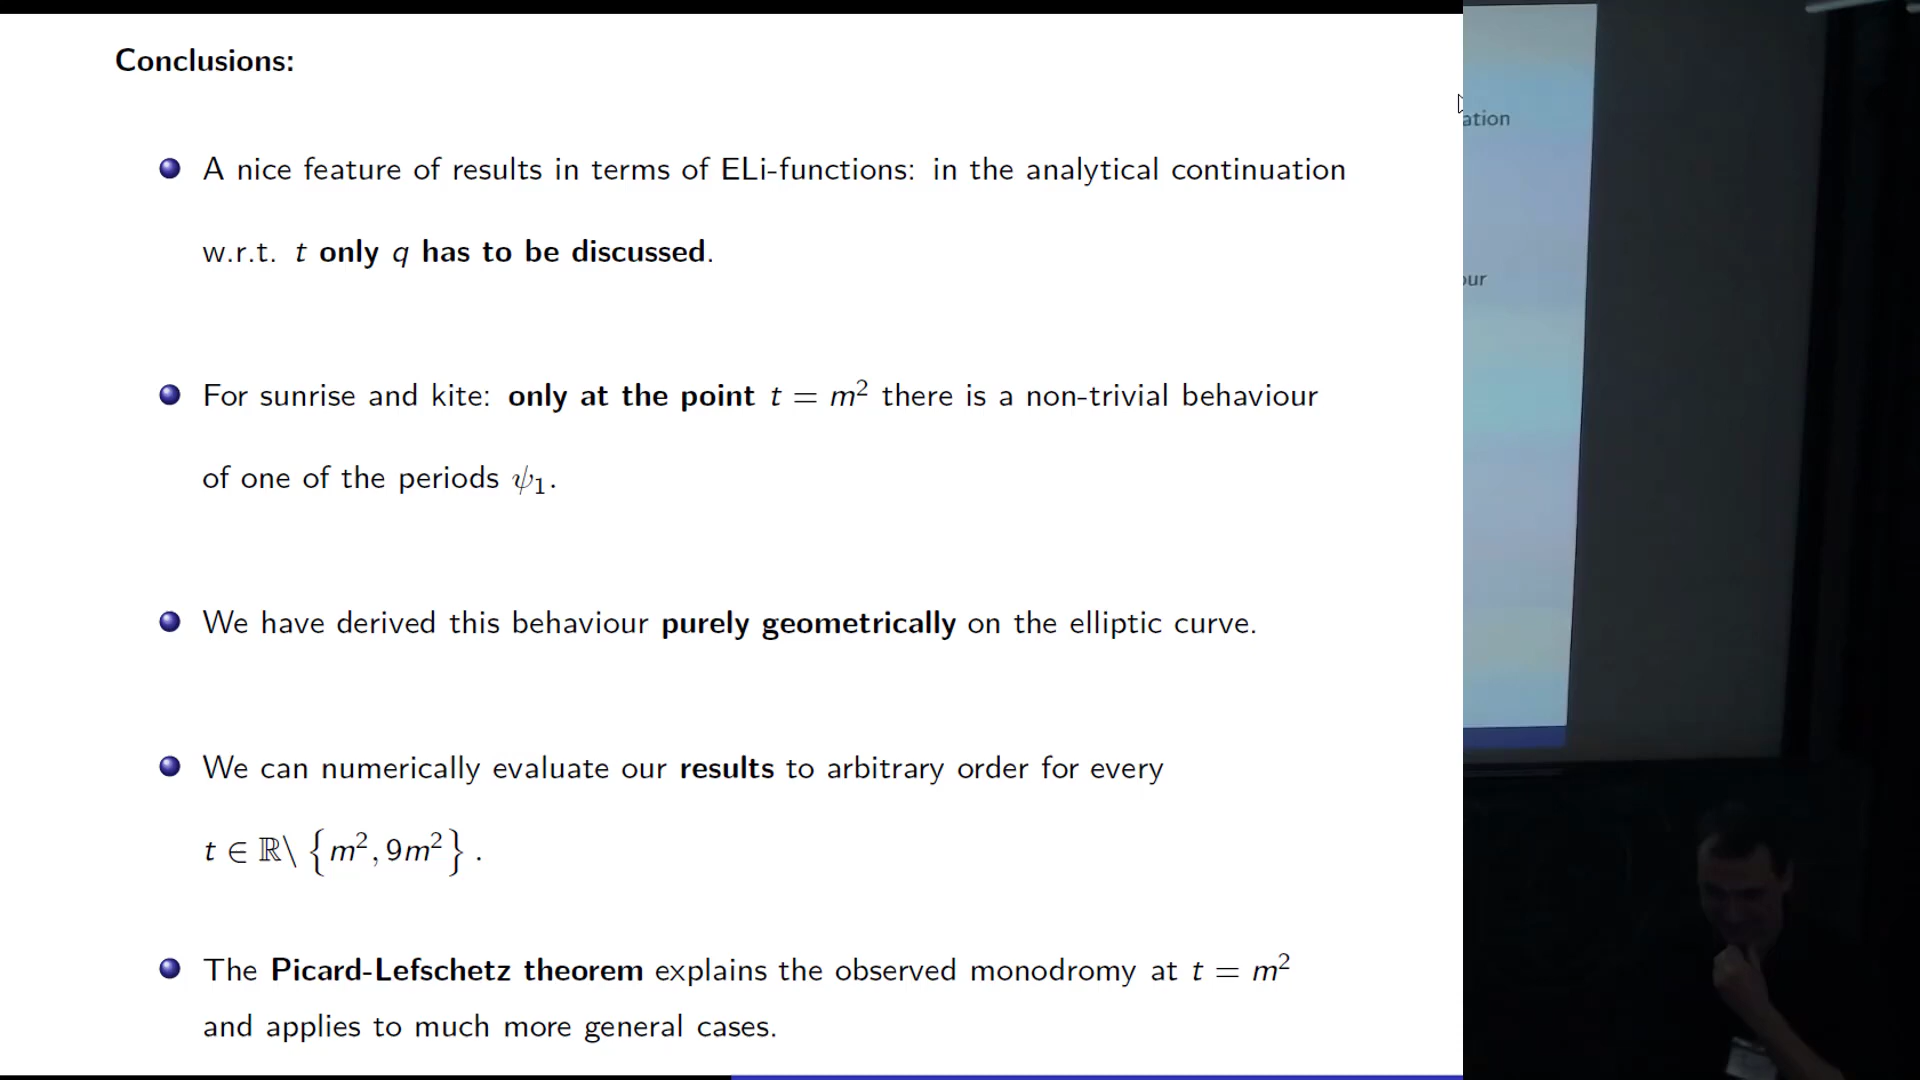 Conclusions:
A nice feature of results in terms of ELi-functions: in the analytical continuation
w.r.t. t only q has to be discussed.
For sunrise and kite: only at the point t = m² there is a non-trivial behaviour
of one of the periods ψ₁.
We have derived this behaviour purely geometrically on the elliptic curve.
We can numerically evaluate our results to arbitrary order for every
t ∈ ℝ\ {m², 9m²} .
The Picard-Lefschetz theorem explains the observed monodromy at t = m²
and applies to much more general cases.
ation
our